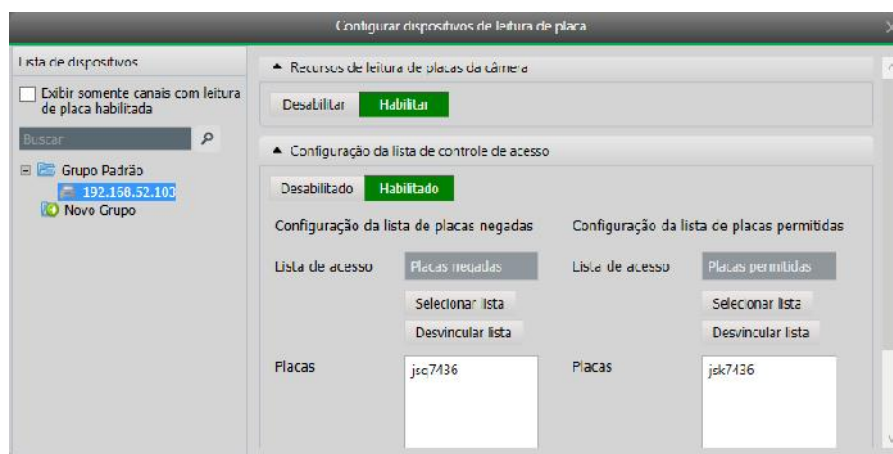 Configurar dispositivos de leitura de placa
Lista de dispositivos
Exibir somente canais com leitura
de placa habilitada
Buscar
Grupo Padrão
192.168.52.103
Novo Grupo
Recursos de leitura de placas da câmera
Desabilitar Habilitar
Configuração da lista de controle de acesso
Desabilitado Habilitado
Configuração da lista de placas negadas
Lista de acesso Placas negadas
Selecionar lista
Desvincular lista
Placas jsq7436
Configuração da lista de placas permitidas
Lista de acesso Placas permitidas
Selecionar lista
Desvincular lista
Placas jsk7436